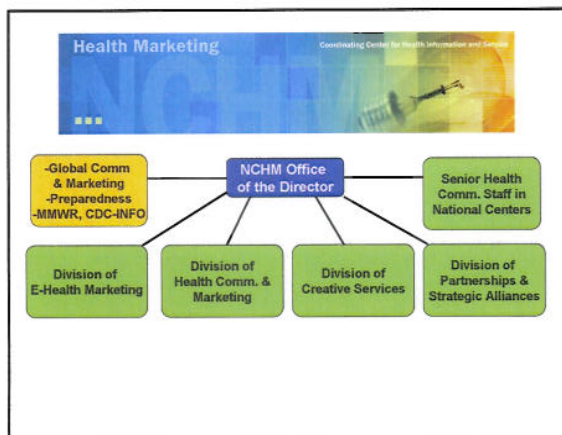 Health Marketing
Coordinating Center for Health Information and Service
NCHM
-Global Comm
& Marketing
-Preparedness
-MMWR, CDC-INFO
NCHM Office
of the Director
Senior Health
Comm. Staff in
National Centers
Division of
E-Health Marketing
Division of
Health Comm. &
Marketing
Division of
Creative Services
Division of
Partnerships &
Strategic Alliances